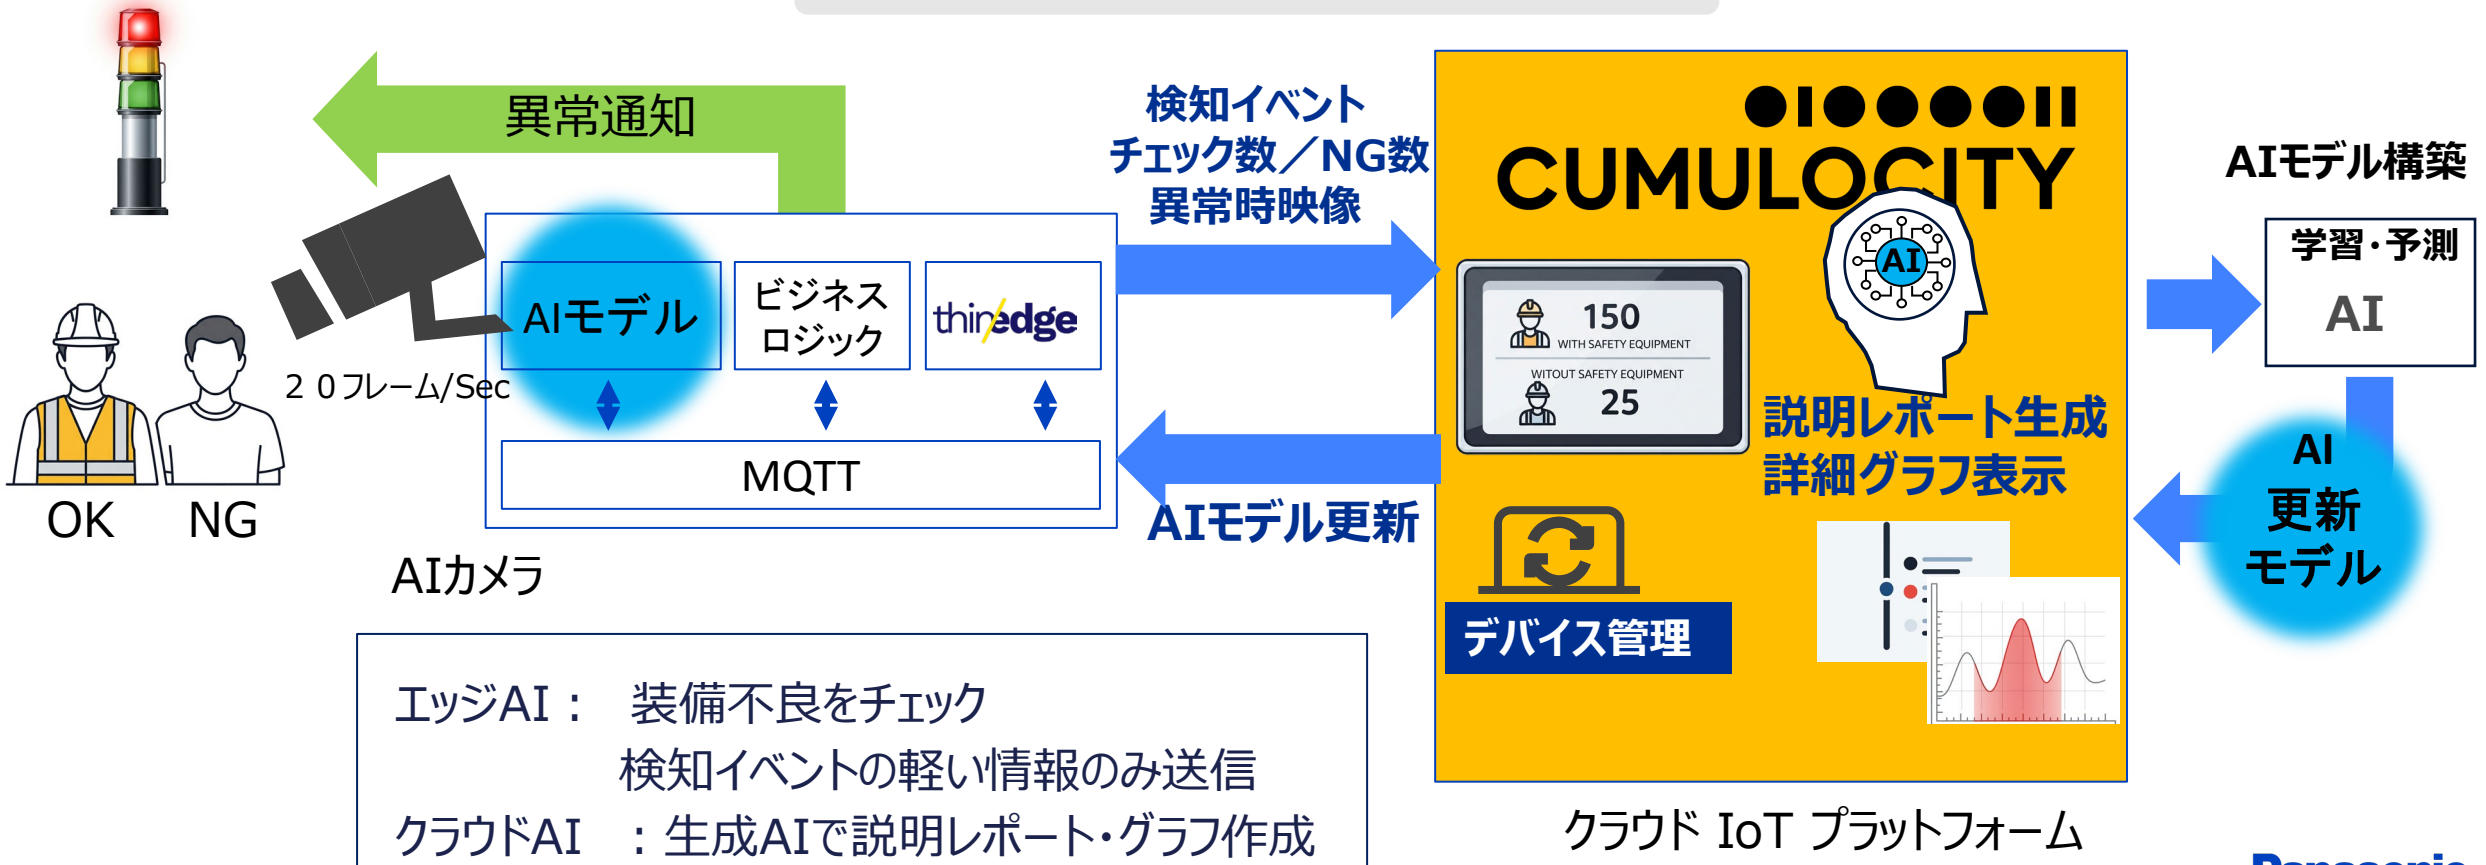 異常通知
検知イベント
チェック数／NG数
異常時映像
CUMULOCITY
AIモデル構築
学習・予測
AI
AIモデル
ビジネス
ロジック
thin/edge
AI
150
WITH SAFETY EQUIPMENT
WITOUT SAFETY EQUIPMENT
25
２０フレーム/Sec
説明レポート生成
詳細グラフ表示
AI
更新
モデル
MQTT
OK NG
AIモデル更新
AIカメラ
デバイス管理
エッジAI： 装備不良をチェック
検知イベントの軽い情報のみ送信
クラウドAI ：生成AIで説明レポート・グラフ作成
クラウド IoT プラットフォーム
Panasonic